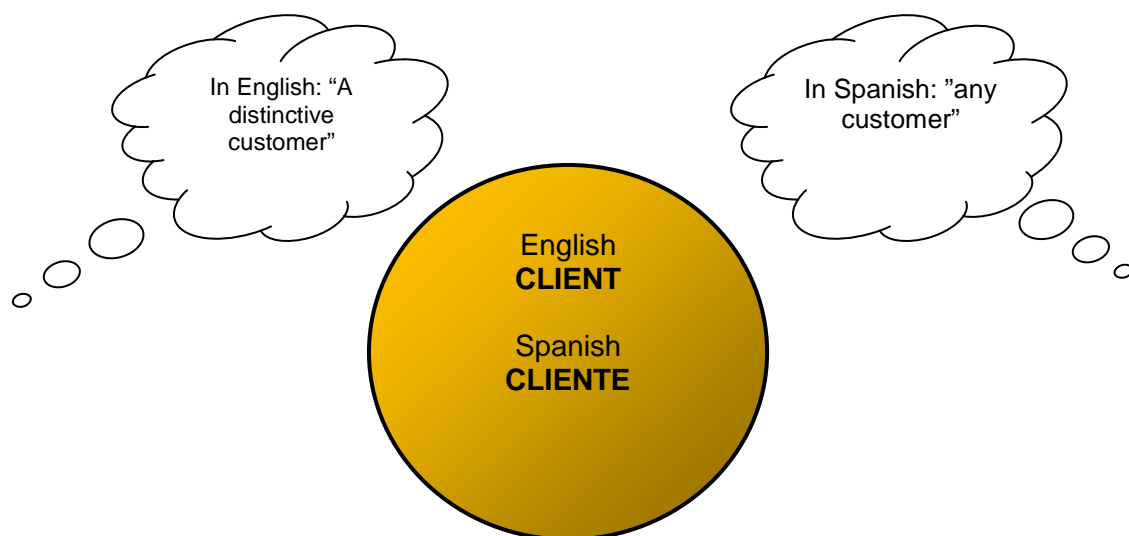 In English: “A
distinctive
customer”
In Spanish: ”any
customer”
English
CLIENT
Spanish
CLIENTE